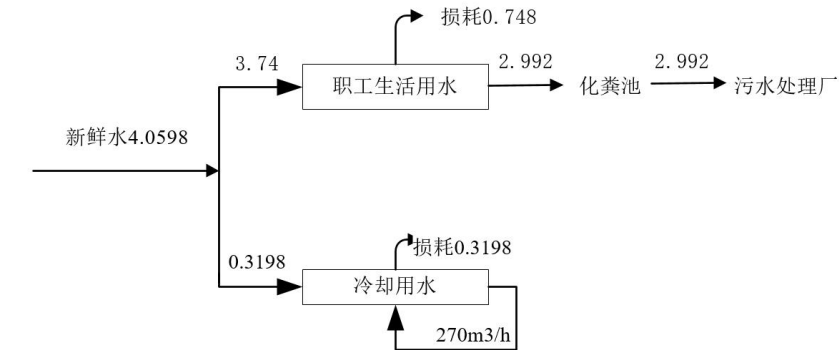 损耗0.748
3.74
职工生活用水
2.992
化粪池
2.992
污水处理厂
新鲜水4.0598
损耗0.3198
0.3198
冷却用水
270m3/h